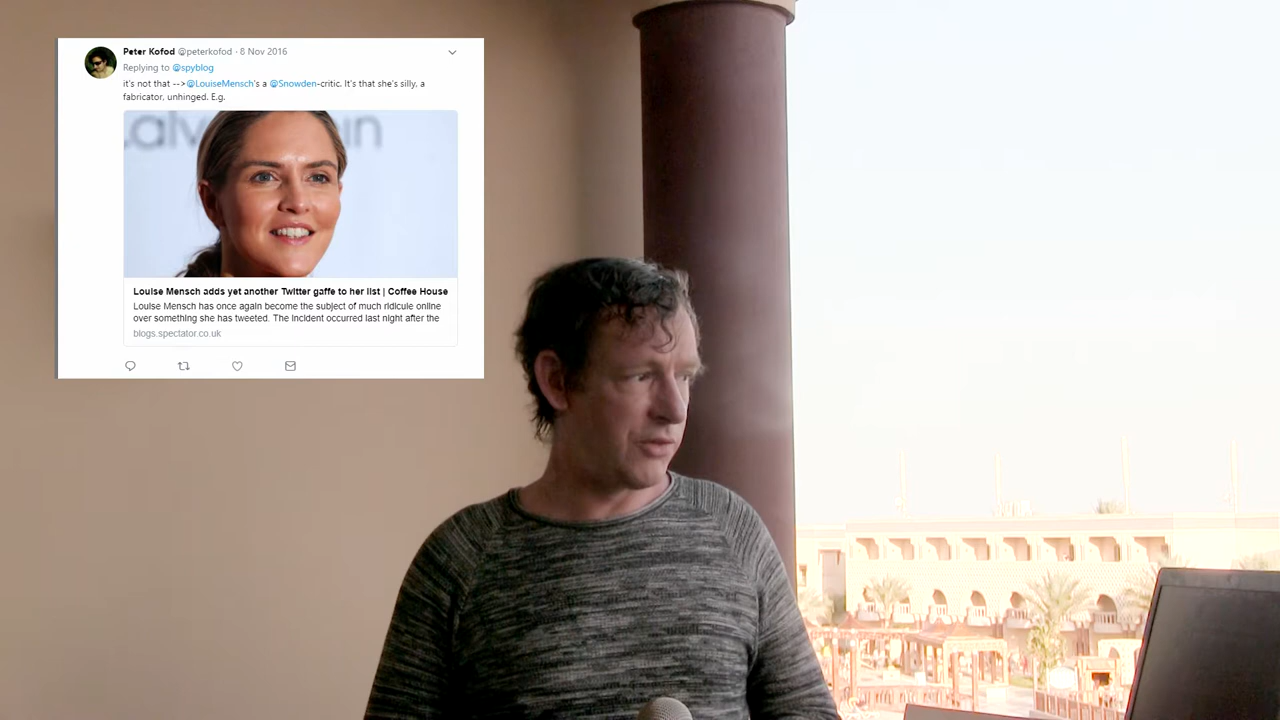 Peter Kofod @peterkofod · 8 Nov 2016
Replying to @spyblog
it's not that -->@LouiseMensch's a @Snowden-critic. It's that she's silly, a
fabricator, unhinged. E.g.
Louise Mensch adds yet another Twitter gaffe to her list | Coffee House
Louise Mensch has once again become the subject of much ridicule online
over something she has tweeted. The incident occurred last night after the
blogs.spectator.co.uk